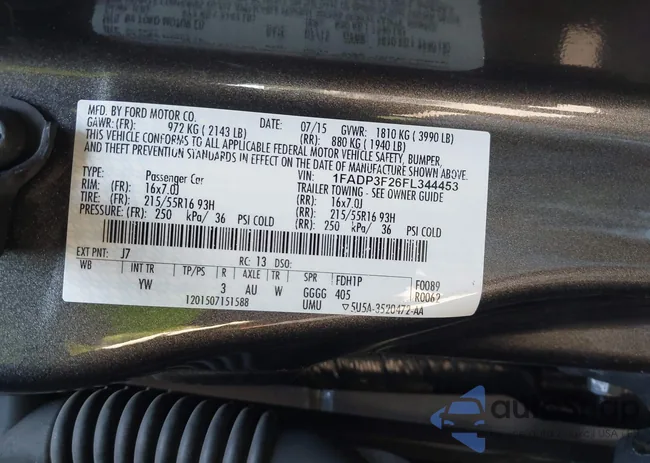 MFD. BY FORD MOTOR CO. DATE: 07/15 GVWR: 1810 KG ( 3990 LB)
GAWR:(FR): 972 KG ( 2143 LB) (RR): 880 KG ( 1940 LB)
THIS VEHICLE CONFORMS TO ALL APPLICABLE FEDERAL MOTOR VEHICLE SAFETY, BUMPER,
AND THEFT PREVENTION STANDARDS IN EFFECT ON THE DATE OF MANUFACTURE SHOWN ABOVE.
VIN: 1FADP3F26FL344453
TYPE: Passenger Car TRAILER TOWING - SEE OWNER GUIDE
RIM: (FR): 16x7.0J (RR): 16x7.0J
TIRE: (FR): 215/55R16 93H (RR): 215/55R16 93H
PRESSURE: (FR): 250 kPa/ 36 PSI COLD (RR): 250 kPa/ 36 PSI COLD
EXT PNT: J7 RC: 13 DSO:
WB INT TR TP/PS R AXLE TR SPR FDH1P F0089
YW 3 AU W GGGG 405 R0062
1201507151588 UMU ▽5U5A-3520472-AA